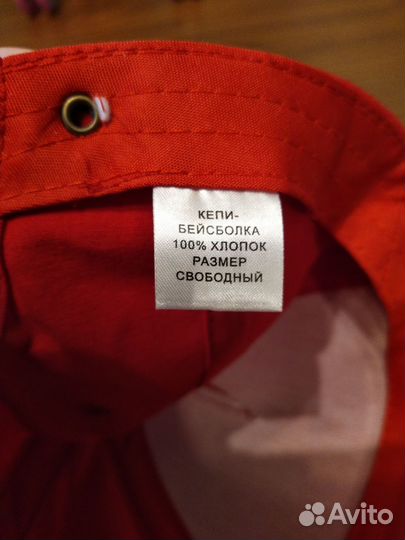 КЕПИ-
БЕЙСБОЛКА
100% ХЛОПОК
РАЗМЕР
СВОБОДНЫЙ
Avito